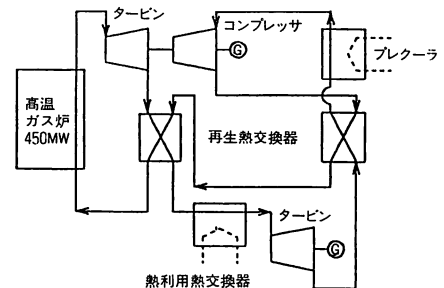 タービン
コンプレッサ
G
プレクーラ
高温
ガス炉
450MW
再生熱交換器
タービン
G
熱利用熱交換器